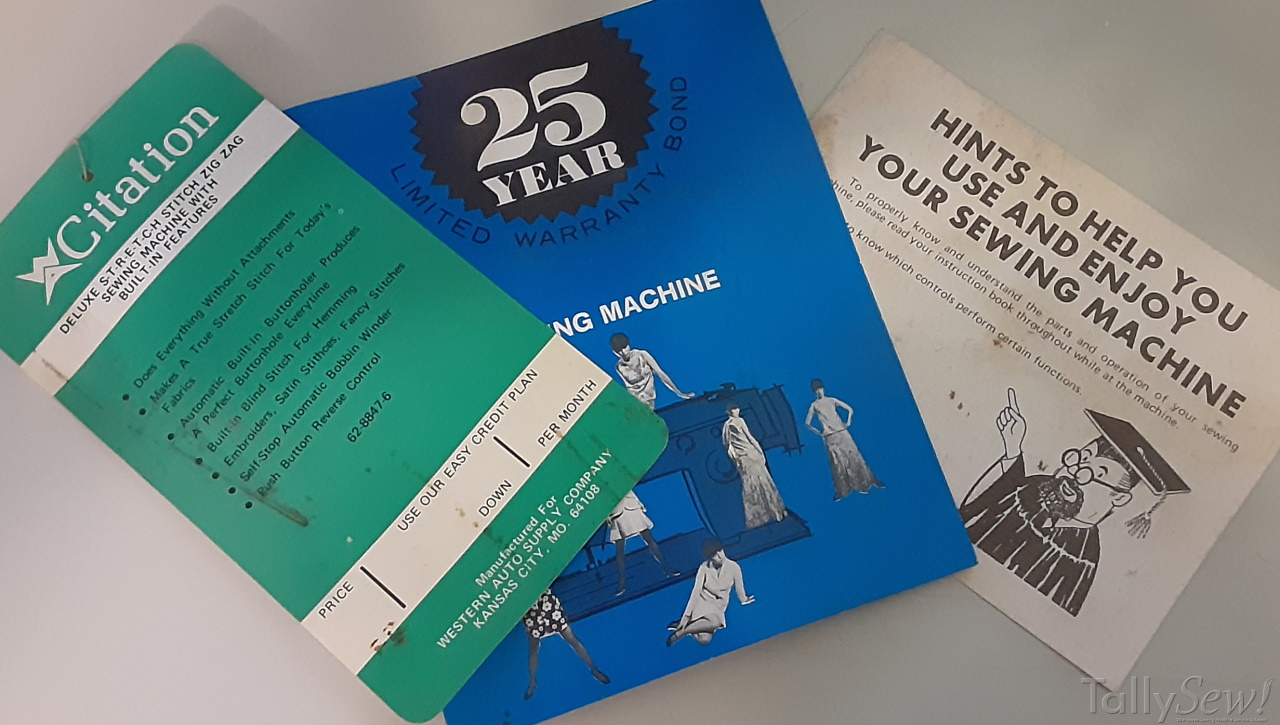 Citation
DELUXE S.T.R.E.T.C.H. STITCH ZIG ZAG
SEWING MACHINE WITH
BUILT-IN FEATURES
• Does Everything Without Attachments
• Makes A True Stretch Stitch For Today's
Fabrics
• Automatic Built-In Buttonholer Produces
A Perfect Buttonhole Everytime
• Built-in Blind Stitch For Hemming
• Embroiders, Satin Stithces, Fancy Stitches
• Self-Stop Automatic Bobbin Winder
• Push Button Reverse Control
62-8847-6
USE OUR EASY CREDIT PLAN
PRICE
DOWN
PER MONTH
Manufactured For
WESTERN AUTO SUPPLY COMPANY
KANSAS CITY, MO. 64108
25
YEAR
LIMITED WARRANTY BOND
ING MACHINE
HINTS TO HELP YOU
USE AND ENJOY
YOUR SEWING MACHINE
To properly know and understand the parts and operation of your sewing
hine, please read your instruction book throughout while at the machine.
o know which controls perform certain functions.
TallySew!